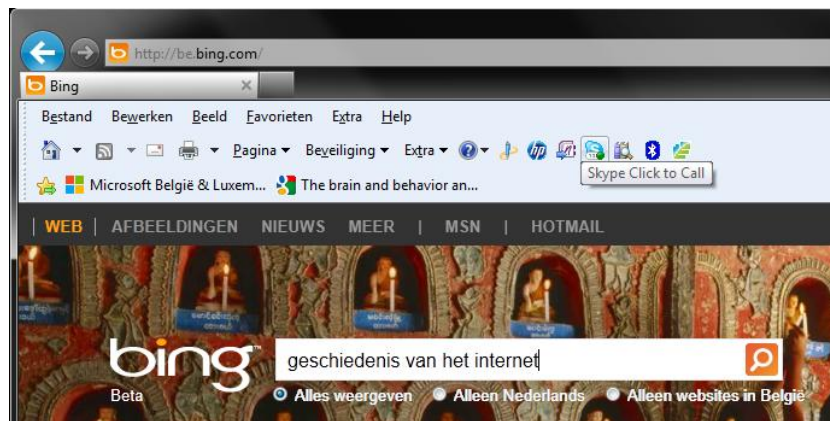 http://be.bing.com/
Bing
Bestand Bewerken Beeld Favorieten Extra Help
Pagina Beveiliging Extra
Skype Click to Call
Microsoft België & Luxem... The brain and behavior an...
| WEB | AFBEELDINGEN NIEUWS MEER | MSN | HOTMAIL
bing™ geschiedenis van het internet
Beta Alles weergeven Alleen Nederlands Alleen websites in België